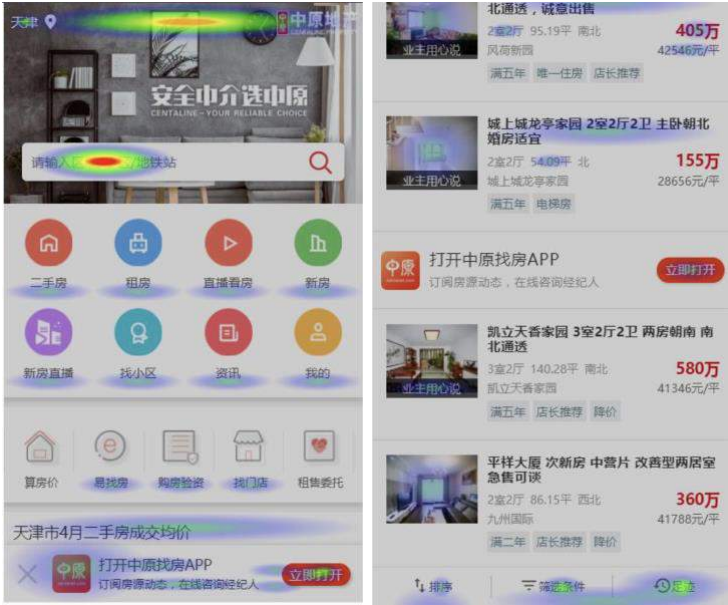 天津
中原地产
CENTALINE PROPERTY
安全中介选中原
CENTALINE-YOUR RELIABLE CHOICE
请输入 /地铁站
二手房
租房
直播看房
新房
新房直播
找小区
资讯
我的
算房价
易找房
购房验资
找门店
租售委托
天津市4月二手房成交均价
中原
打开中原找房APP
订阅房源动态,在线咨询经纪人
立即打开
北通透,诚意出售
2室2厅 95.19平 南北
405万
风荷新园
42546元/平
业主用心说
满五年 唯一住房 店长推荐
城上城龙亭家园 2室2厅2卫 主卧朝北
婚房适宜
2室2厅 54.09平 北
155万
城上城龙亭家园
28656元/平
业主用心说
满五年 电梯房
中原
打开中原找房APP
订阅房源动态,在线咨询经纪人
立即打开
凯立天香家园 3室2厅2卫 两房朝南 南
北通透
3室2厅 140.28平 南北
580万
凯立天香家园
41346元/平
业主用心说
满五年 店长推荐 降价
平祥大厦 次新房 中营片 改善型两居室
急售可谈
2室2厅 86.15平 西北
360万
九州国际
41788元/平
满二年 店长推荐 降价
排序
筛选条件
足迹